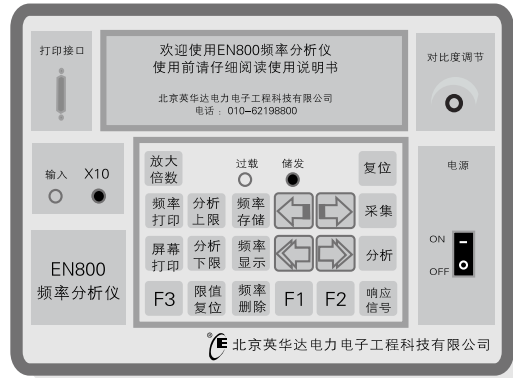 打印接口
欢迎使用EN800频率分析仪
使用前请仔细阅读使用说明书
北京英华达电力电子工程科技有限公司
电话：010-62198800
对比度调节
输入 X10
放大
倍数
过载
储发
复位
频率
打印
分析
上限
频率
存储
采集
屏幕
打印
分析
下限
频率
显示
分析
F3
限值
复位
频率
删除
F1
F2
响应
信号
电源
ON
OFF
EN800
频率分析仪
E 北京英华达电力电子工程科技有限公司